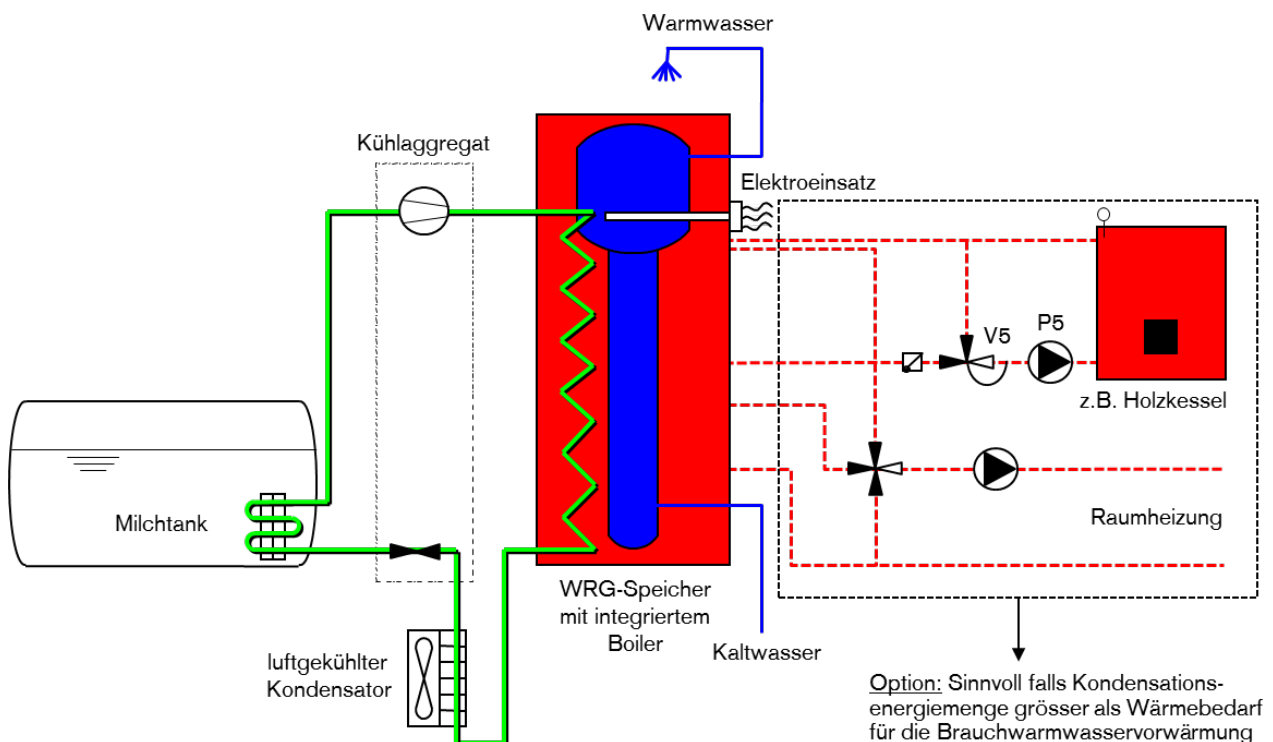 Warmwasser
Kühlaggregat
Elektroeinsatz
V5
P5
z.B. Holzkessel
Milchtank
Raumheizung
WRG-Speicher
mit integriertem
Boiler
Kaltwasser
luftgekühlter
Kondensator
Option: Sinnvoll falls Kondensations-
energiemenge grösser als Wärmebedarf
für die Brauchwarmwasservorwärmung